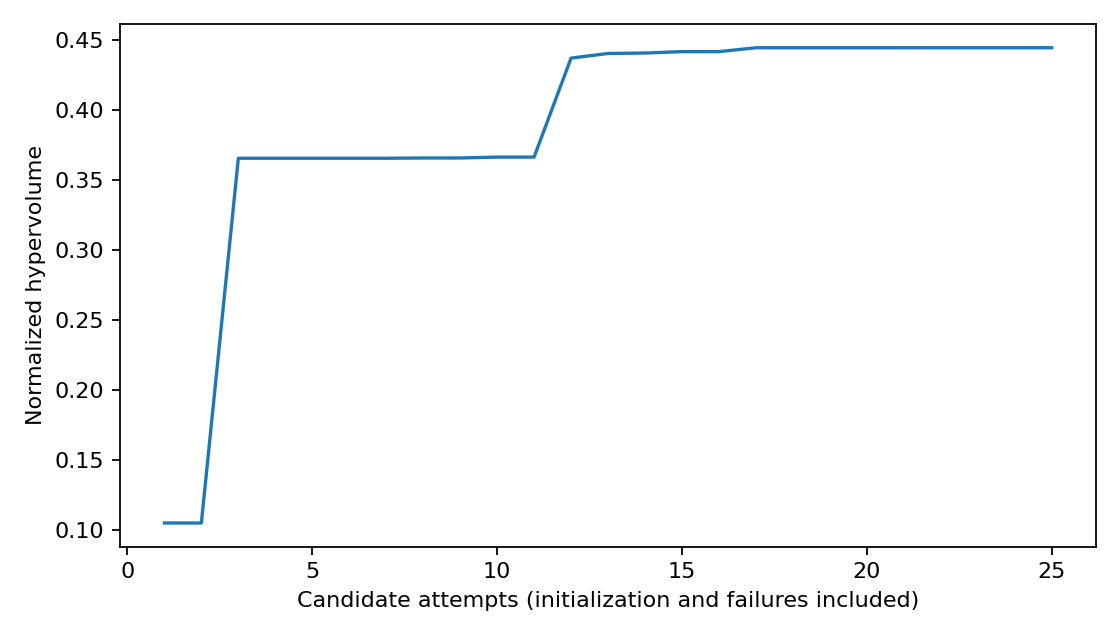 Normalized hypervolume
0.45
0.40
0.35
0.30
0.25
0.20
0.15
0.10
0 5 10 15 20 25
Candidate attempts (initialization and failures included)